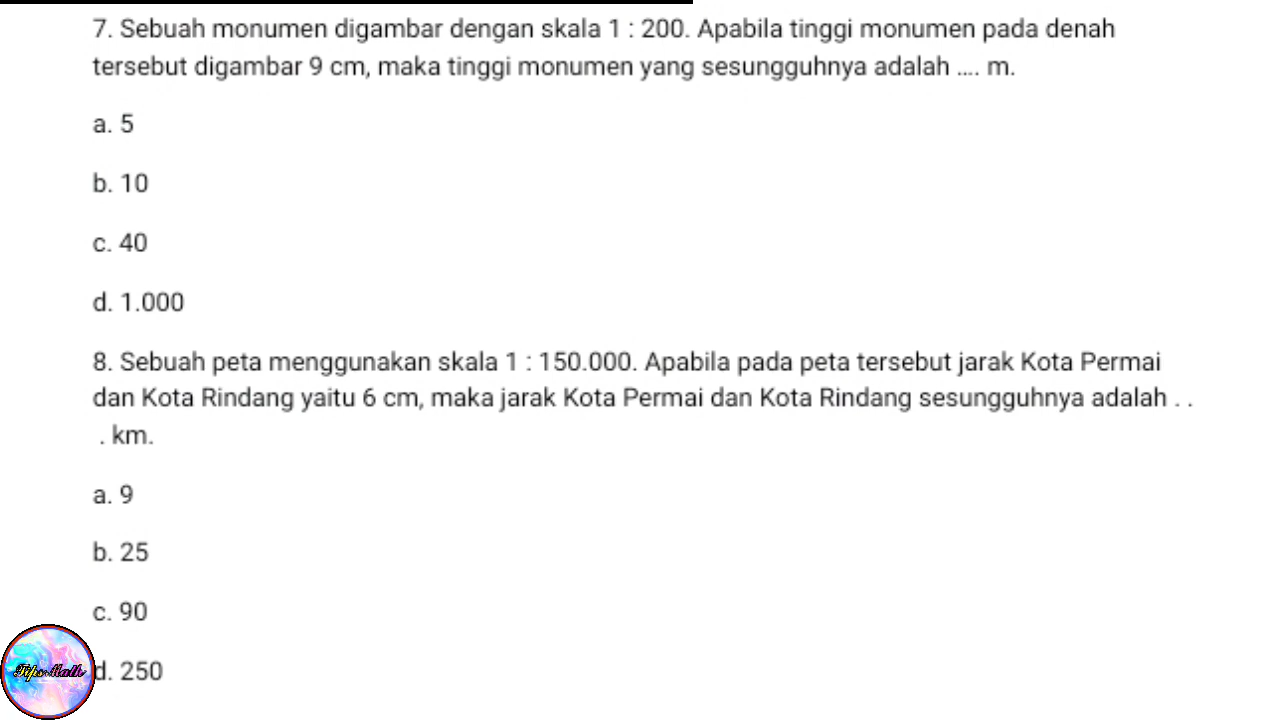 7. Sebuah monumen digambar dengan skala 1 : 200. Apabila tinggi monumen pada denah
tersebut digambar 9 cm, maka tinggi monumen yang sesungguhnya adalah .... m.
a. 5
b. 10
c. 40
d. 1.000
8. Sebuah peta menggunakan skala 1 : 150.000. Apabila pada peta tersebut jarak Kota Permai
dan Kota Rindang yaitu 6 cm, maka jarak Kota Permai dan Kota Rindang sesungguhnya adalah . .
. km.
a. 9
b. 25
c. 90
d. 250
Tips Math